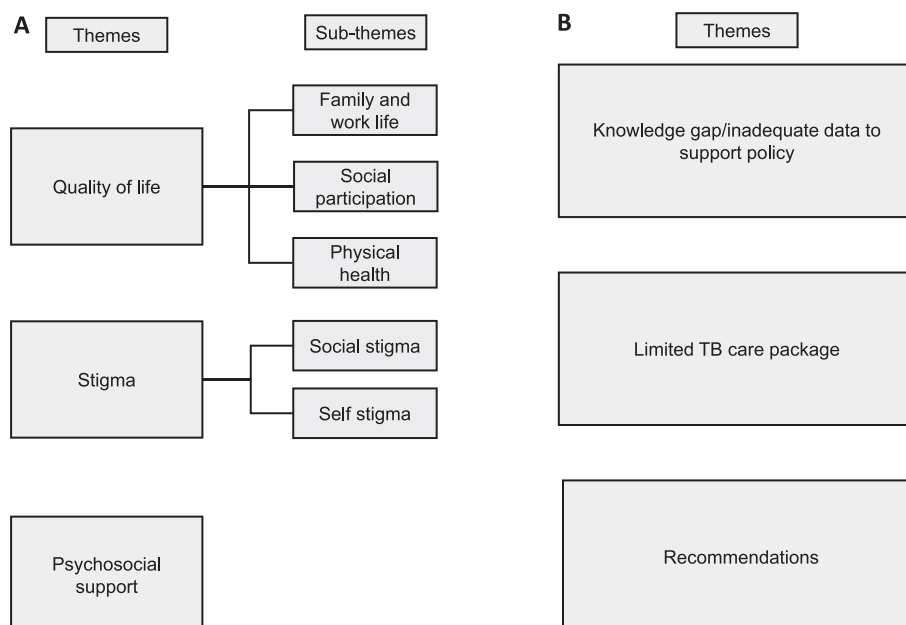 A
Themes
Sub-themes
Family and
work life
Quality of life
Social
participation
Physical
health
Stigma
Social stigma
Self stigma
Psychosocial
support
B
Themes
Knowledge gap/inadequate data to
support policy
Limited TB care package
Recommendations